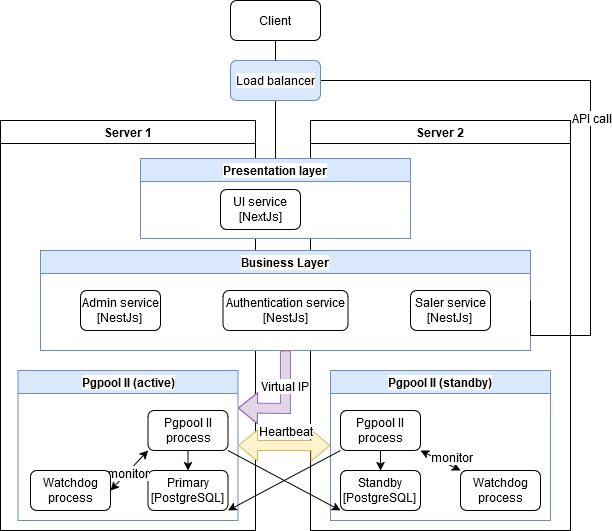 Client
Load balancer
API call
Server 1
Server 2
Presentation layer
UI service
[NextJs]
Business Layer
Admin service
[NestJs]
Authentication service
[NestJs]
Saler service
[NestJs]
Virtual IP
Pgpool II (active)
Pgpool II (standby)
Pgpool II
process
Heartbeat
Pgpool II
process
monitor
monitor
Watchdog
process
Primary
[PostgreSQL]
Standby
[PostgreSQL]
Watchdog
process